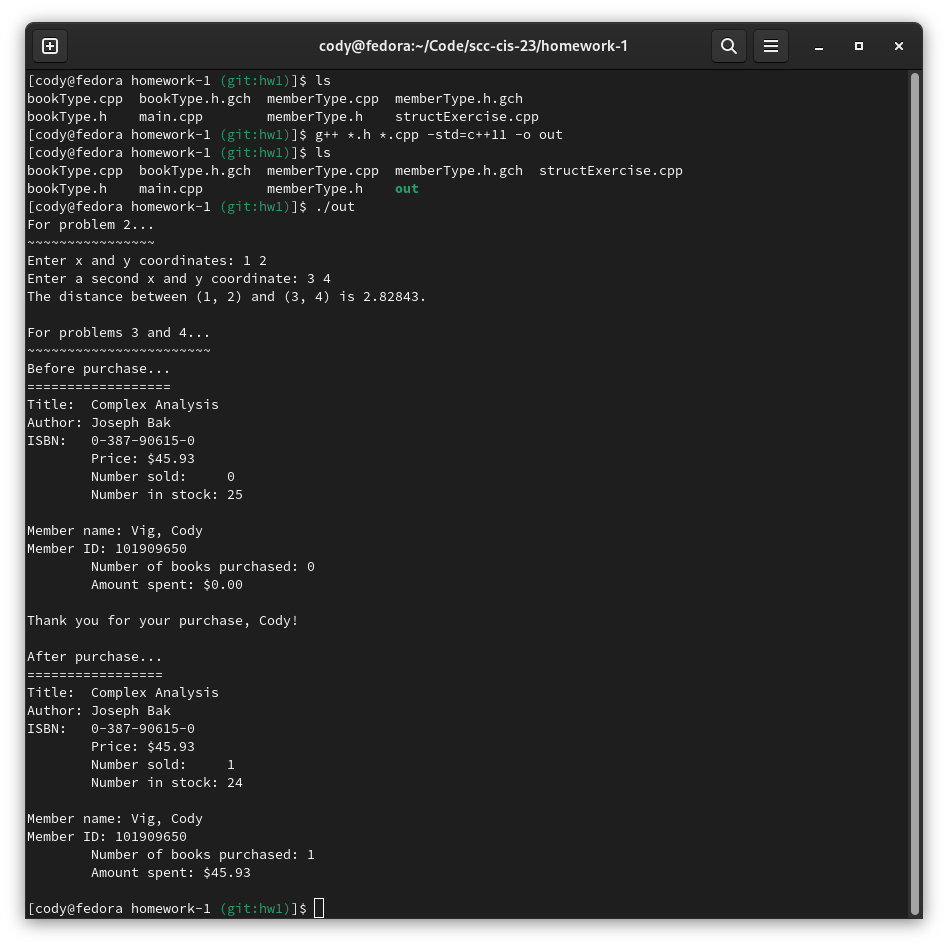 cody@fedora:~/Code/scc-cis-23/homework-1
[cody@fedora homework-1 (git:hw1)]$ ls
bookType.cpp  bookType.h.gch  memberType.cpp  memberType.h.gch
bookType.h    main.cpp        memberType.h    structExercise.cpp
[cody@fedora homework-1 (git:hw1)]$ g++ *.h *.cpp -std=c++11 -o out
[cody@fedora homework-1 (git:hw1)]$ ls
bookType.cpp  bookType.h.gch  memberType.cpp  memberType.h.gch  structExercise.cpp
bookType.h    main.cpp        memberType.h    out
[cody@fedora homework-1 (git:hw1)]$ ./out
For problem 2...
~~~~~~~~~~~~~~~~
Enter x and y coordinates: 1 2
Enter a second x and y coordinate: 3 4
The distance between (1, 2) and (3, 4) is 2.82843.

For problems 3 and 4...
~~~~~~~~~~~~~~~~~~~~~~~
Before purchase...
==================
Title:  Complex Analysis
Author: Joseph Bak
ISBN:   0-387-90615-0
        Price: $45.93
        Number sold:     0
        Number in stock: 25

Member name: Vig, Cody
Member ID: 101909650
        Number of books purchased: 0
        Amount spent: $0.00

Thank you for your purchase, Cody!

After purchase...
=================
Title:  Complex Analysis
Author: Joseph Bak
ISBN:   0-387-90615-0
        Price: $45.93
        Number sold:     1
        Number in stock: 24

Member name: Vig, Cody
Member ID: 101909650
        Number of books purchased: 1
        Amount spent: $45.93

[cody@fedora homework-1 (git:hw1)]$